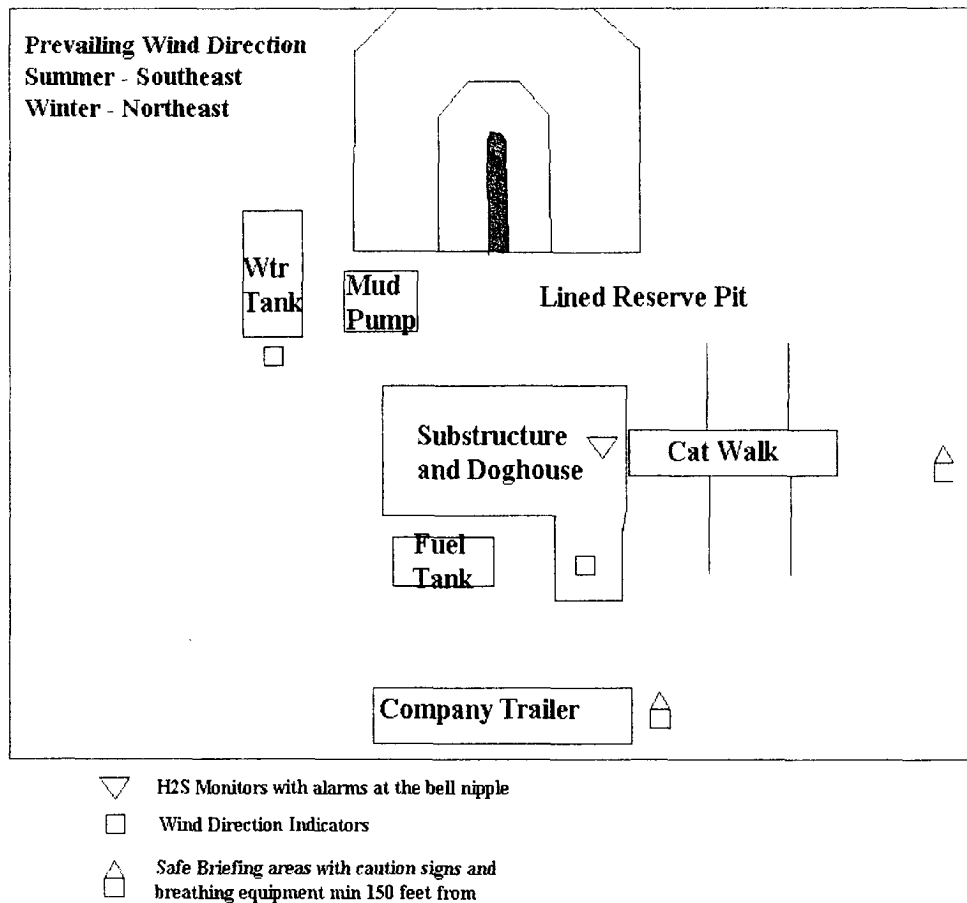 Prevailing Wind Direction
Summer - Southeast
Winter - Northeast
Wtr
Tank
Mud
Pump
Lined Reserve Pit
Substructure
and Doghouse
Cat Walk
Fuel
Tank
Company Trailer
H2S Monitors with alarms at the bell nipple
Wind Direction Indicators
Safe Briefing areas with caution signs and
breathing equipment min 150 feet from